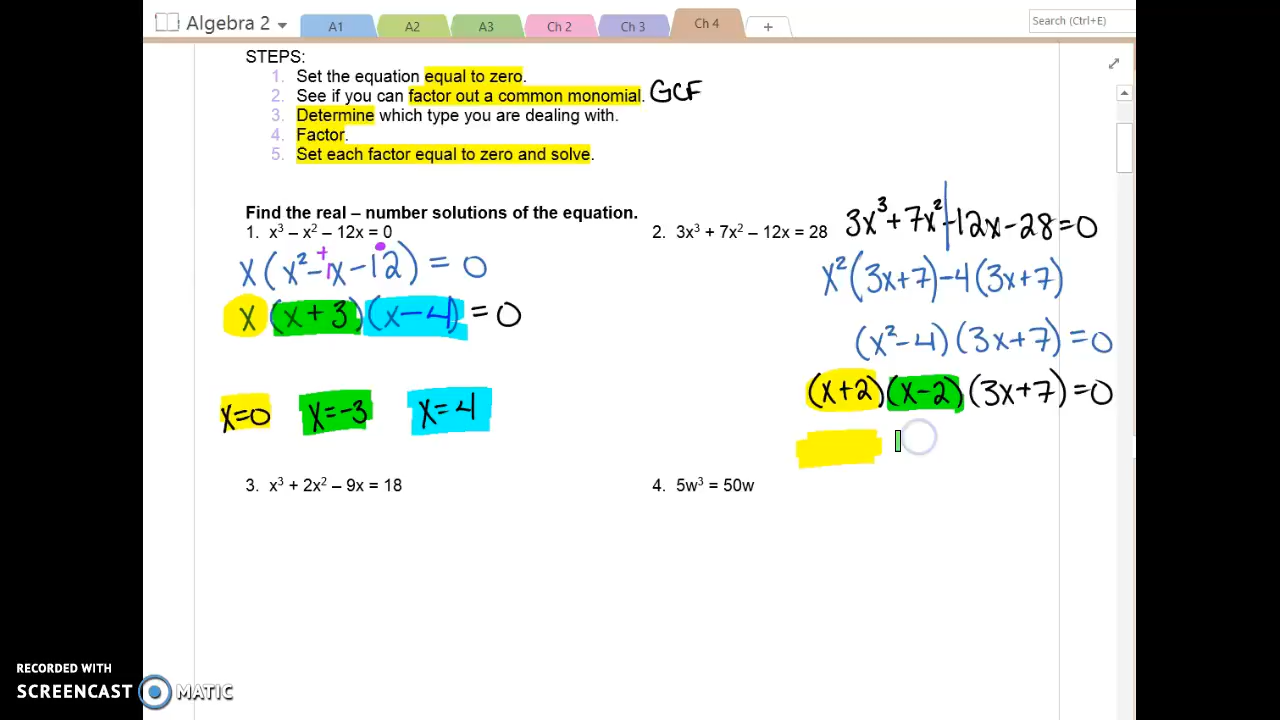 Algebra 2
A1 A2 A3 Ch 2 Ch 3 Ch 4 +
Search (Ctrl+E)
STEPS:
1. Set the equation equal to zero.
2. See if you can factor out a common monomial. GCF
3. Determine which type you are dealing with.
4. Factor.
5. Set each factor equal to zero and solve.
Find the real – number solutions of the equation.
1. x³ – x² – 12x = 0
x(x² - 1x - 12) = 0
+ •
x(x+3)(x-4) = 0
x=0 x=-3 x=4
2. 3x³ + 7x² – 12x = 28
3x³ + 7x² | -12x - 28 = 0
x²(3x+7) - 4(3x+7)
(x² - 4)(3x+7) = 0
(x+2)(x-2)(3x+7) = 0
3. x³ + 2x² – 9x = 18
4. 5w³ = 50w
RECORDED WITH
SCREENCAST MATIC